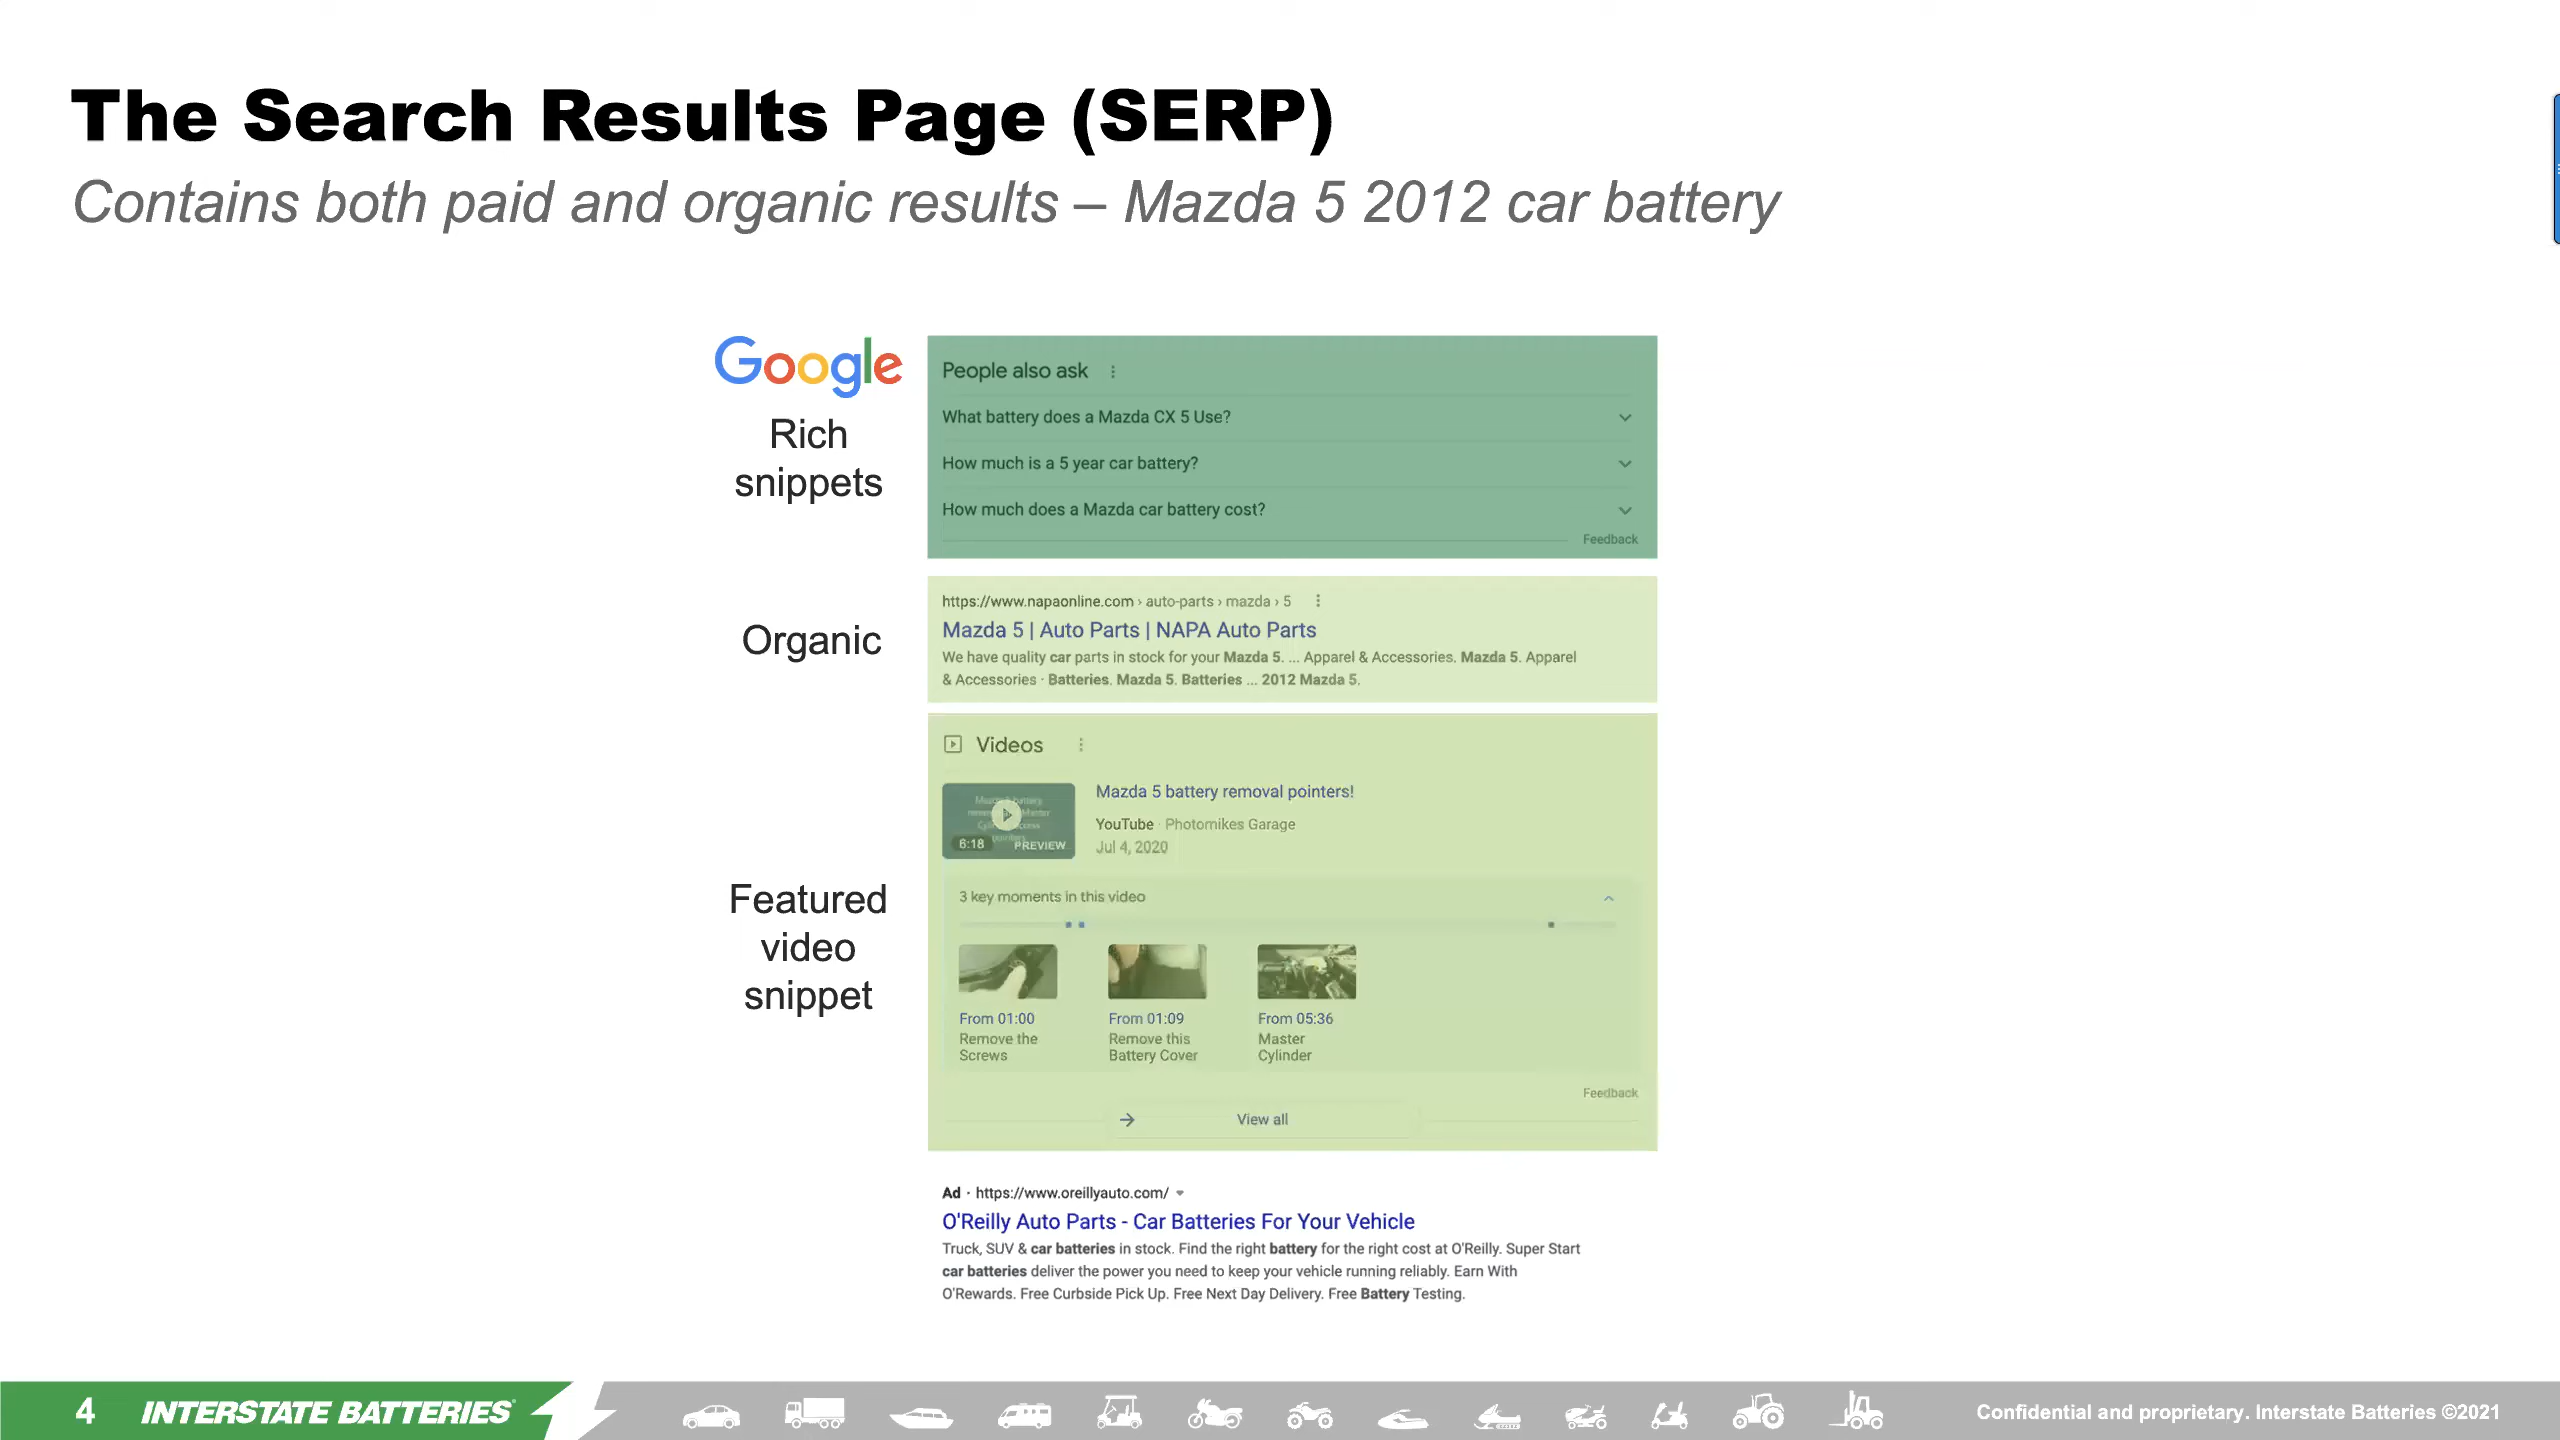 The Search Results Page (SERP)
Contains both paid and organic results – Mazda 5 2012 car battery
Google
Rich
snippets
People also ask
What battery does a Mazda CX 5 Use?
How much is a 5 year car battery?
How much does a Mazda car battery cost?
Feedback
Organic
https://www.napaonline.com › auto-parts › mazda › 5
Mazda 5 | Auto Parts | NAPA Auto Parts
We have quality car parts in stock for your Mazda 5. ... Apparel & Accessories. Mazda 5. Apparel
& Accessories · Batteries. Mazda 5. Batteries ... 2012 Mazda 5.
Featured
video
snippet
Videos
6:18
PREVIEW
Mazda 5 battery removal pointers!
YouTube · Photomikes Garage
Jul 4, 2020
3 key moments in this video
From 01:00
Remove the
Screws
From 01:09
Remove this
Battery Cover
From 05:36
Master
Cylinder
Feedback
View all
Ad · https://www.oreillyauto.com/
O'Reilly Auto Parts - Car Batteries For Your Vehicle
Truck, SUV & car batteries in stock. Find the right battery for the right cost at O'Reilly. Super Start
car batteries deliver the power you need to keep your vehicle running reliably. Earn With
O'Rewards. Free Curbside Pick Up. Free Next Day Delivery. Free Battery Testing.
4
INTERSTATE BATTERIES
Confidential and proprietary. Interstate Batteries ©2021